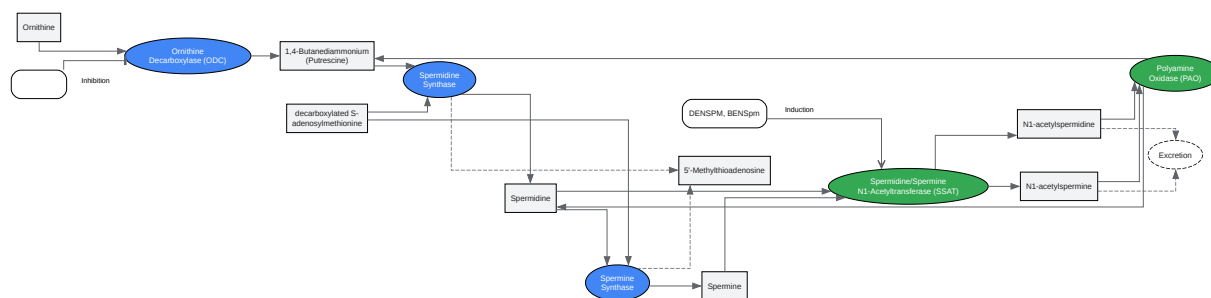 Ornithine
Ornithine
Decarboxylase (ODC)
Inhibition
1,4-Butanediammonium
(Putrescine)
Spermidine
Synthase
decarboxylated S-
adenosylmethionine
Polyamine
Oxidase (PAO)
DENSPM, BENSpm
Induction
N1-acetylspermidine
Excretion
5'-Methylthioadenosine
Spermidine/Spermine
N1-Acetyltransferase (SSAT)
N1-acetylspermine
Spermidine
Spermine
Synthase
Spermine